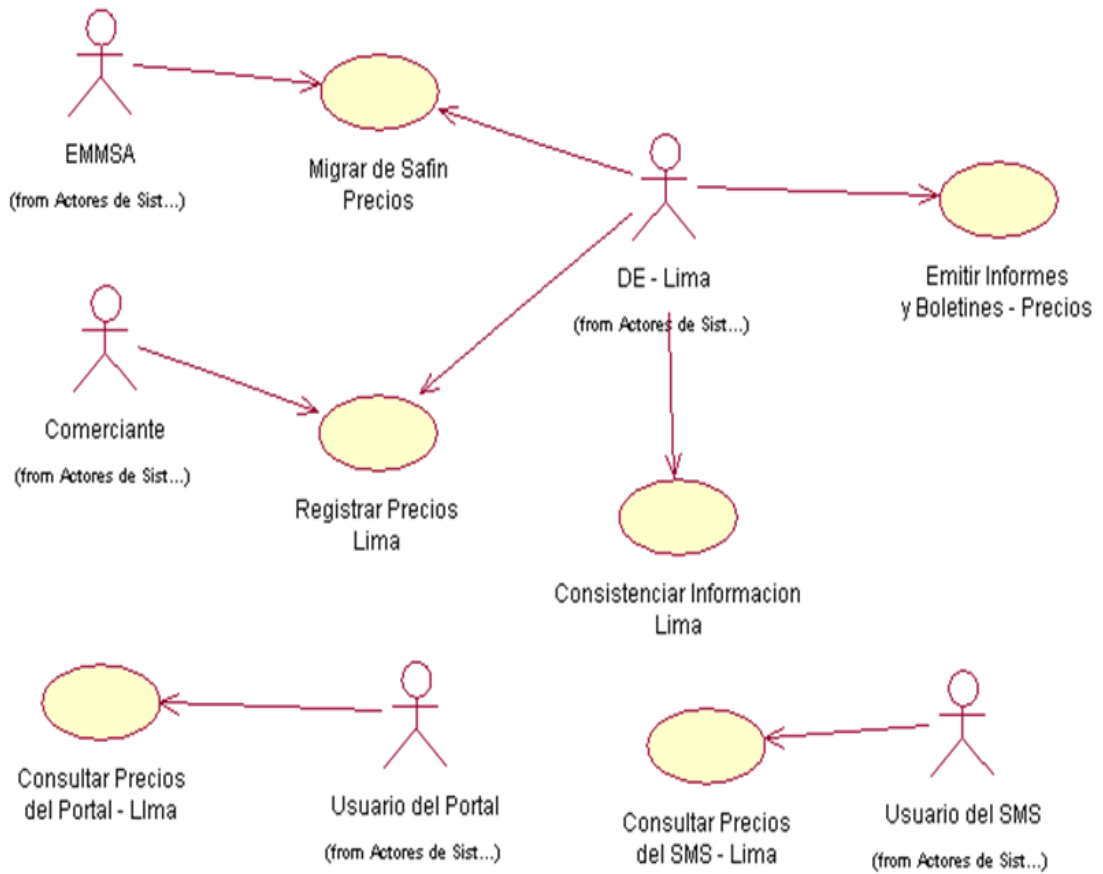 EMMSA
(from Actores de Sist...)
Migrar de Safin
Precios
DE - Lima
(from Actores de Sist...)
Emitir Informes
y Boletines - Precios
Comerciante
(from Actores de Sist...)
Registrar Precios
Lima
Consistenciar Informacion
Lima
Consultar Precios
del Portal - LIma
Usuario del Portal
(from Actores de Sist...)
Consultar Precios
del SMS - Lima
Usuario del SMS
(from Actores de Sist...)